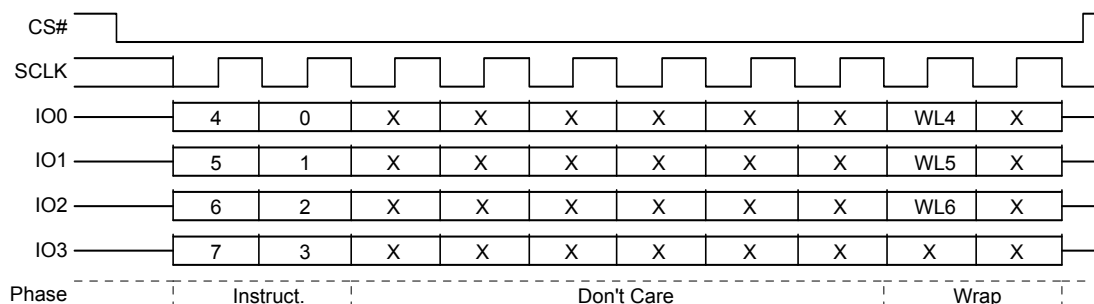 CS#
SCLK
IO0 4 0 X X X X X X WL4 X
IO1 5 1 X X X X X X WL5 X
IO2 6 2 X X X X X X WL6 X
IO3 7 3 X X X X X X X X
Phase Instruct. Don't Care Wrap